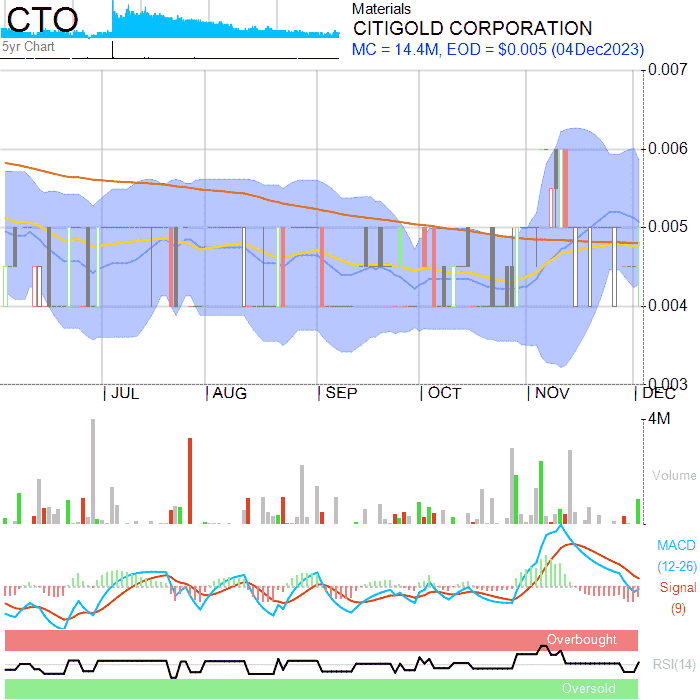 CTO
5yr Chart
Materials
CITIGOLD CORPORATION
MC = 14.4M, EOD = $0.005 (04Dec2023)
0.007
0.006
0.005
0.004
0.003
JUL AUG SEP OCT NOV DEC
4M
Volume
MACD
(12-26)
Signal
(9)
Overbought
RSI(14)
Oversold